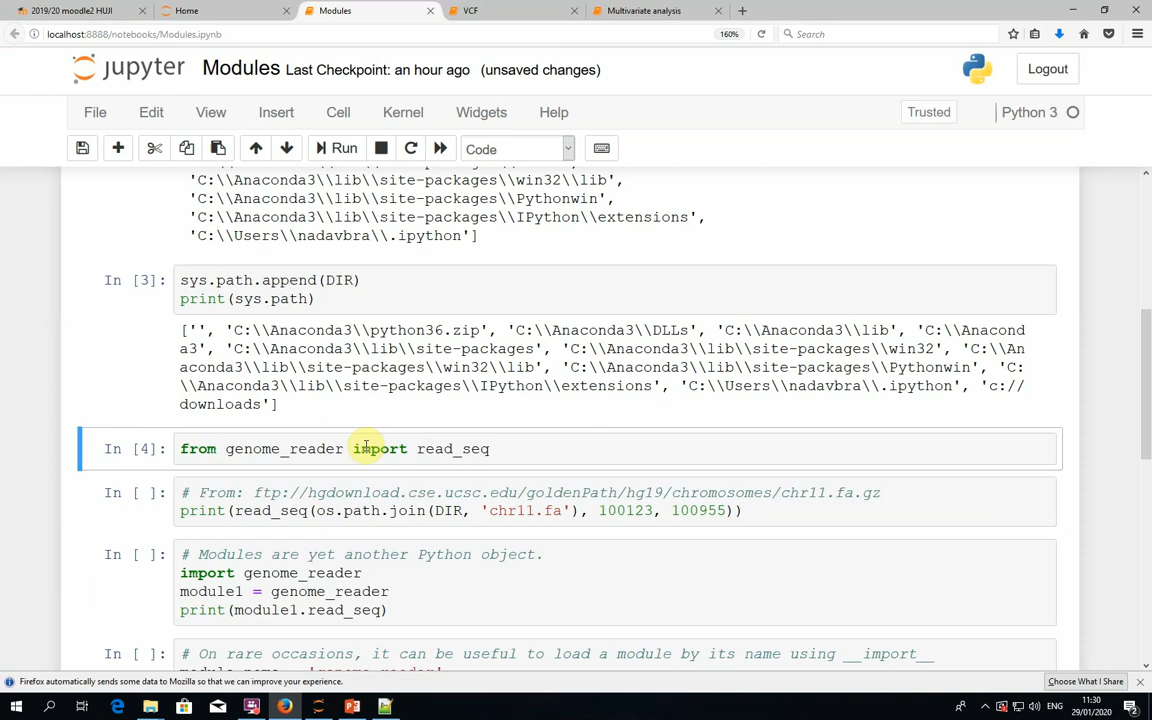 2019/20 moodle2 HUJI
Home
Modules
VCF
Multivariate analysis
localhost:8888/notebooks/Modules.ipynb
160%
Search
jupyter Modules Last Checkpoint: an hour ago (unsaved changes)
Logout
File Edit View Insert Cell Kernel Widgets Help
Trusted
Python 3
Run
Code
'C:\\Anaconda3\\lib\\site-packages\\win32\\lib',
'C:\\Anaconda3\\lib\\site-packages\\Pythonwin',
'C:\\Anaconda3\\lib\\site-packages\\IPython\\extensions',
'C:\\Users\\nadavbra\\.ipython']
In [3]: sys.path.append(DIR)
print(sys.path)
['', 'C:\\Anaconda3\\python36.zip', 'C:\\Anaconda3\\DLLs', 'C:\\Anaconda3\\lib', 'C:\\Anacond
a3', 'C:\\Anaconda3\\lib\\site-packages', 'C:\\Anaconda3\\lib\\site-packages\\win32', 'C:\\An
aconda3\\lib\\site-packages\\win32\\lib', 'C:\\Anaconda3\\lib\\site-packages\\Pythonwin', 'C:
\\Anaconda3\\lib\\site-packages\\IPython\\extensions', 'C:\\Users\\nadavbra\\.ipython', 'c://
downloads']
In [4]: from genome_reader import read_seq
In [ ]: # From: ftp://hgdownload.cse.ucsc.edu/goldenPath/hg19/chromosomes/chr11.fa.gz
print(read_seq(os.path.join(DIR, 'chr11.fa'), 100123, 100955))
In [ ]: # Modules are yet another Python object.
import genome_reader
module1 = genome_reader
print(module1.read_seq)
In [ ]: # On rare occasions, it can be useful to load a module by its name using __import__
Firefox automatically sends some data to Mozilla so that we can improve your experience.
Choose What I Share
ENG
11:30
29/01/2020
2